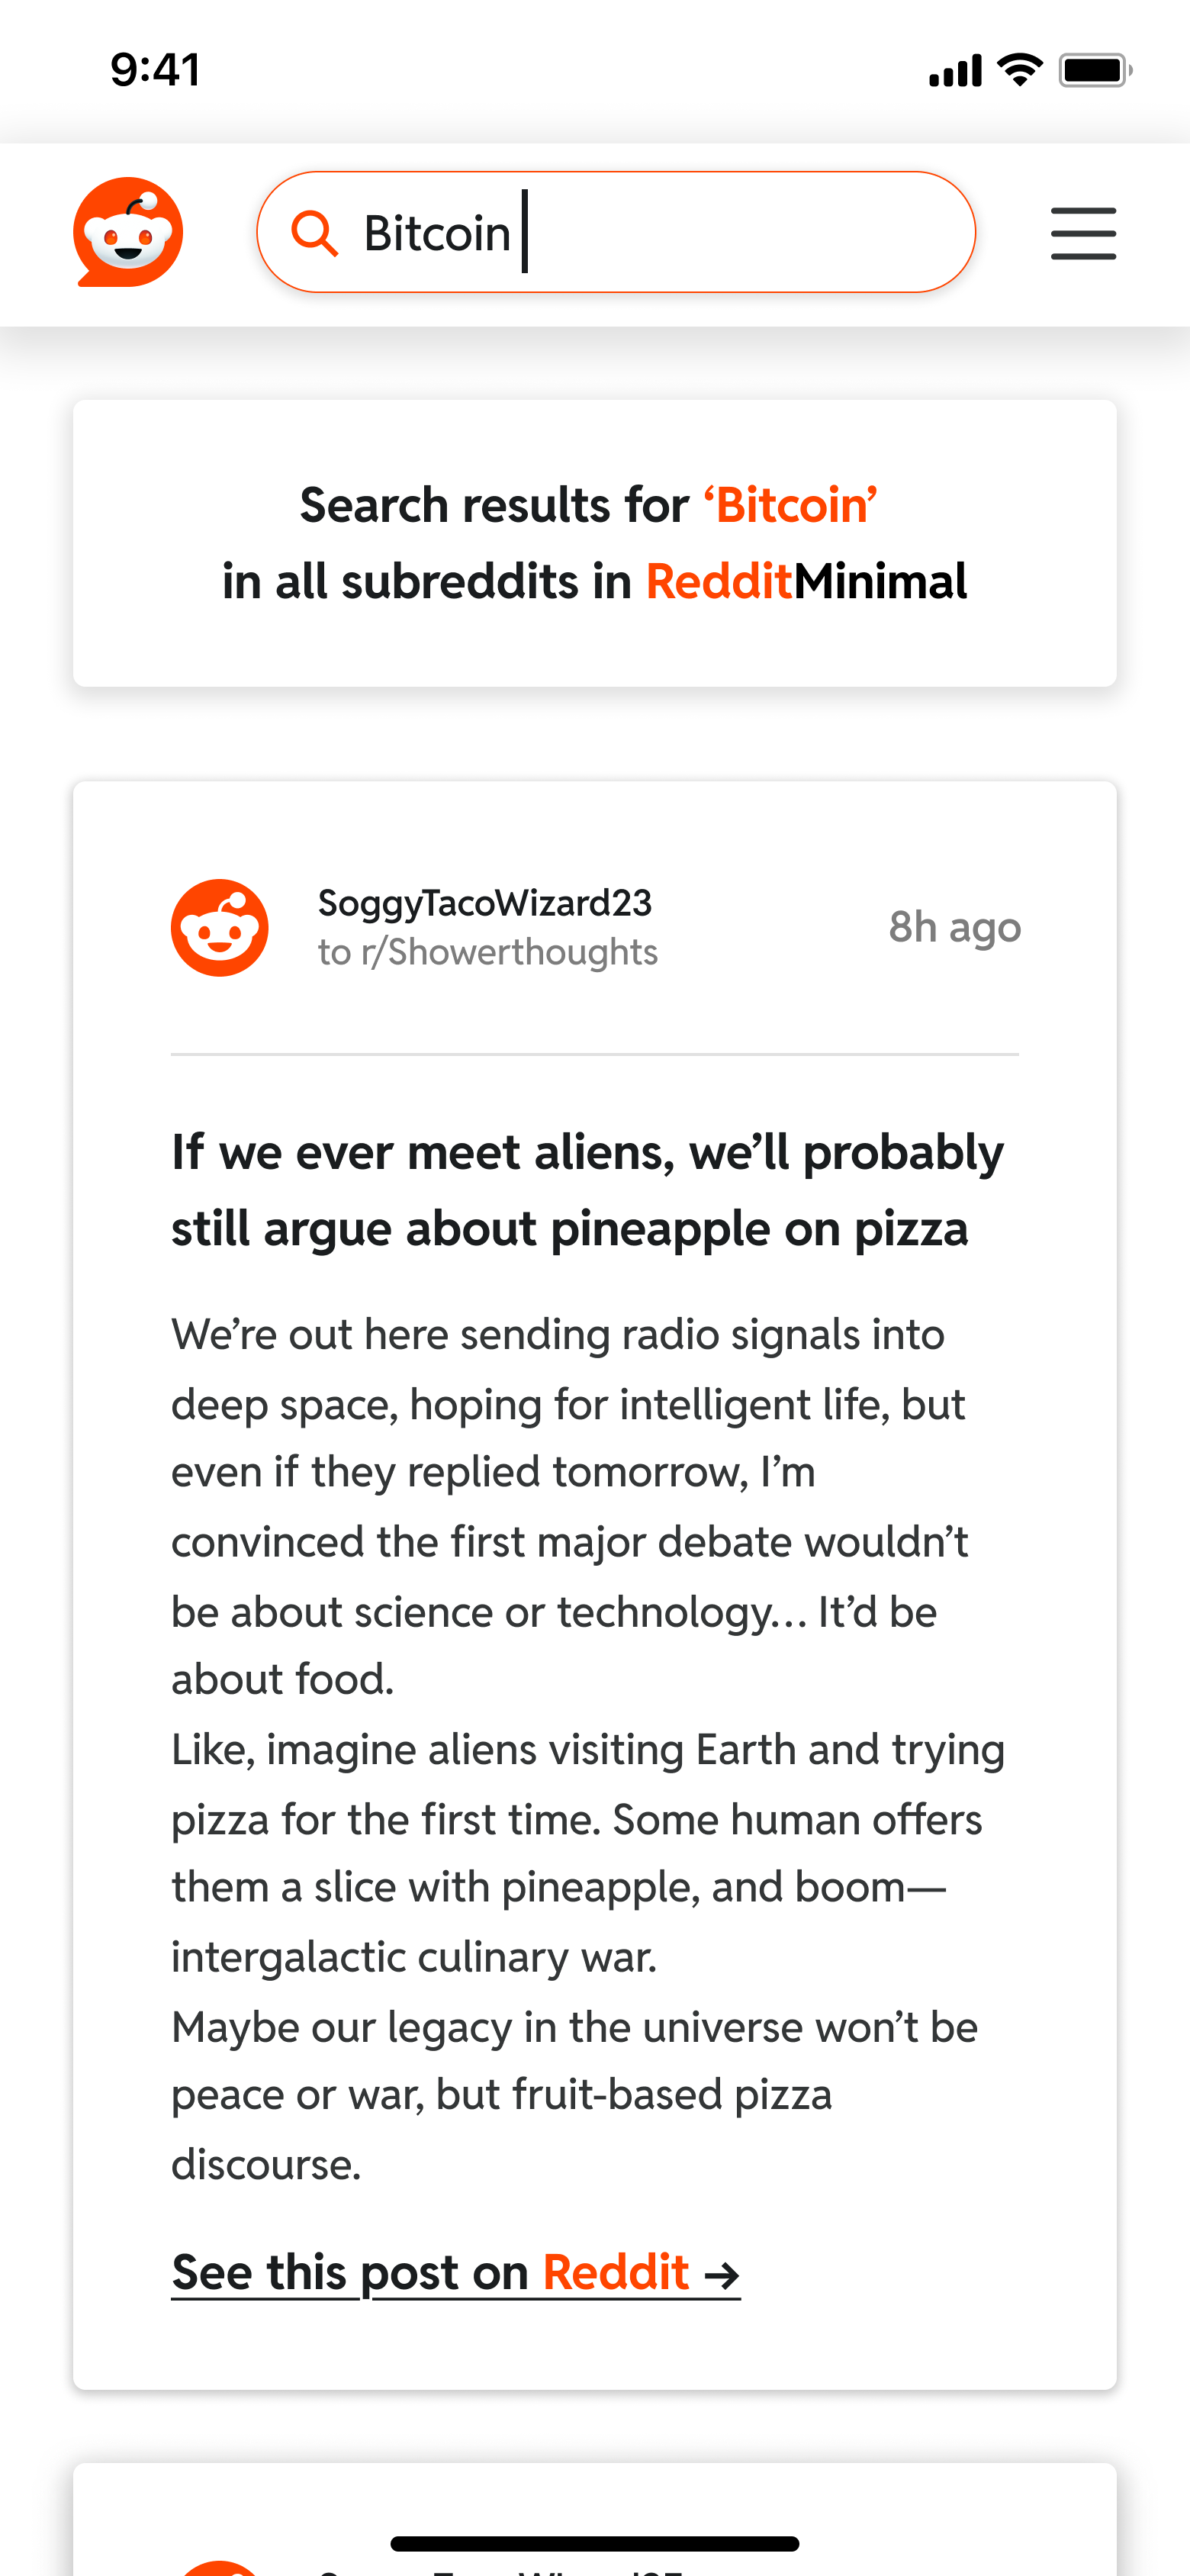 9:41
Bitcoin
Search results for ‘Bitcoin’
in all subreddits in RedditMinimal
SoggyTacoWizard23
to r/Showerthoughts
8h ago
If we ever meet aliens, we’ll probably
still argue about pineapple on pizza
We’re out here sending radio signals into
deep space, hoping for intelligent life, but
even if they replied tomorrow, I’m
convinced the first major debate wouldn’t
be about science or technology… It’d be
about food.
Like, imagine aliens visiting Earth and trying
pizza for the first time. Some human offers
them a slice with pineapple, and boom—
intergalactic culinary war.
Maybe our legacy in the universe won’t be
peace or war, but fruit-based pizza
discourse.
See this post on Reddit →